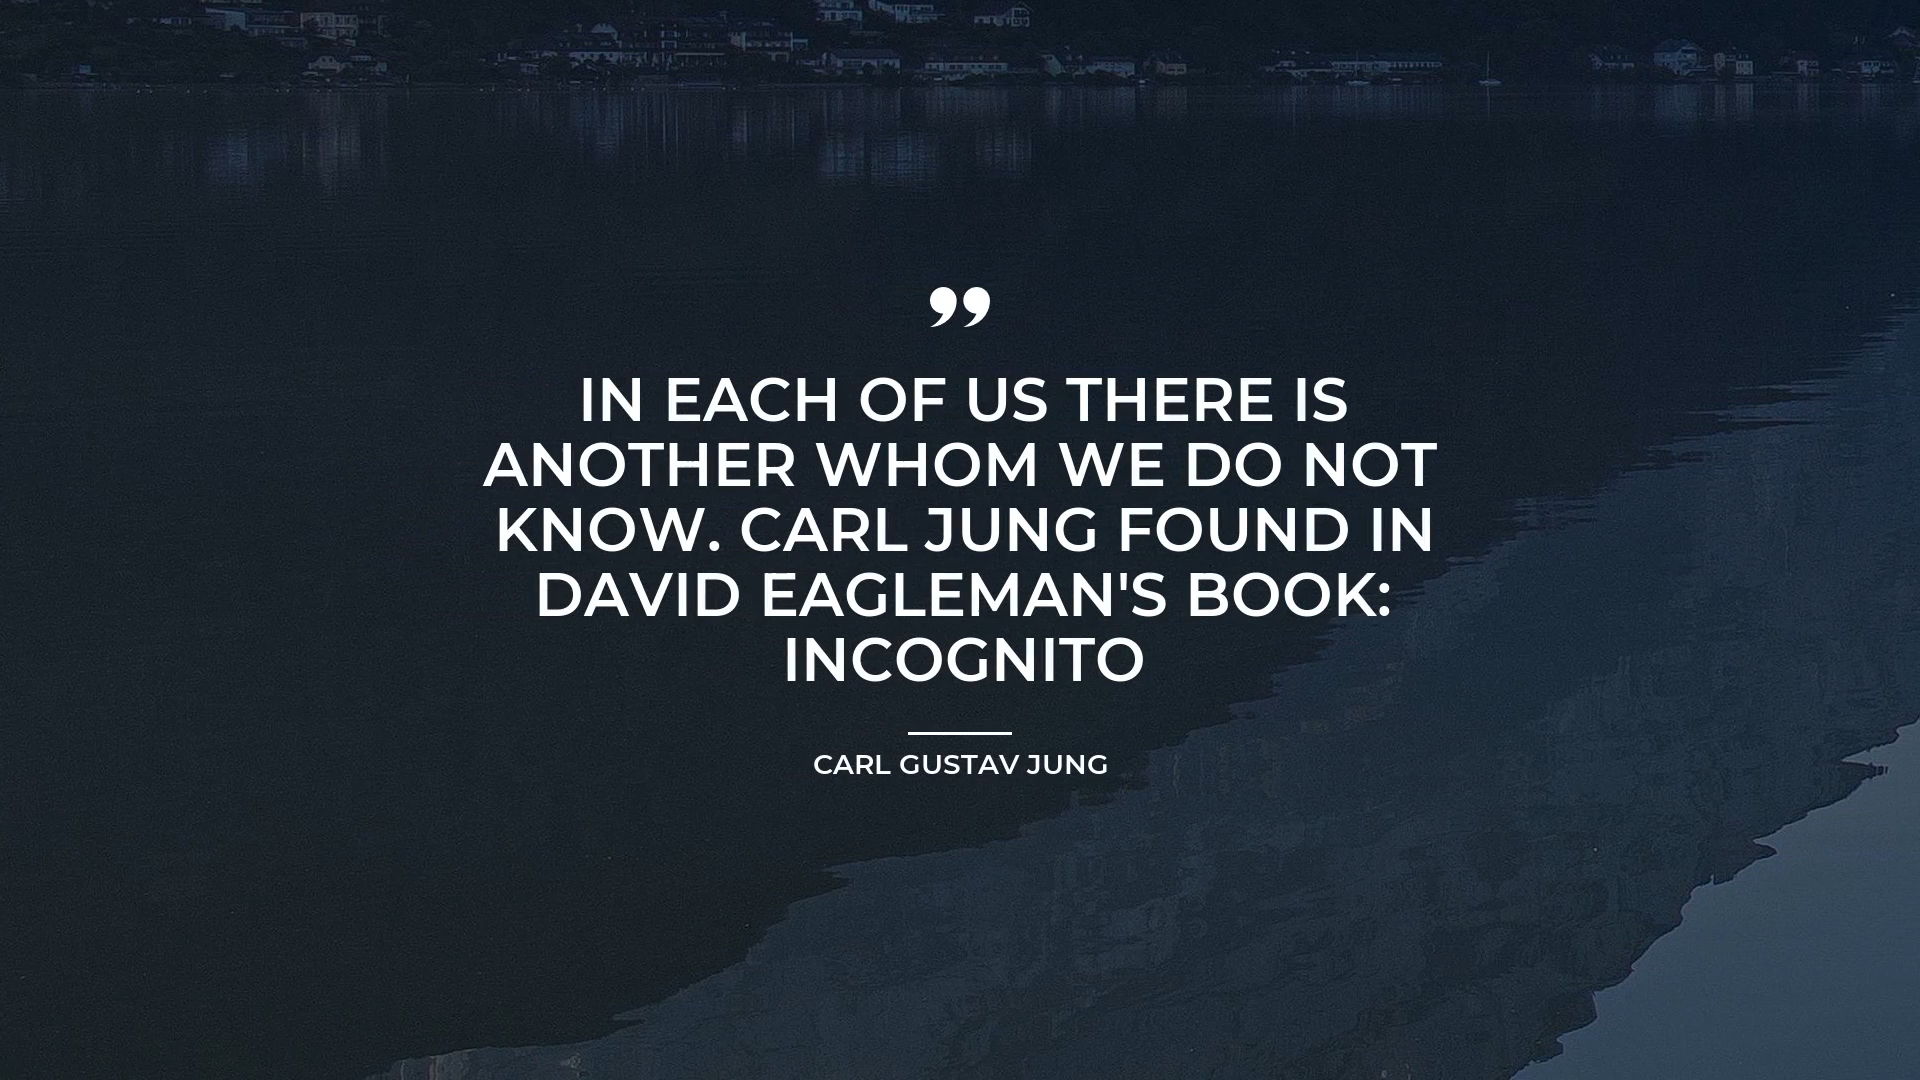 ”
IN EACH OF US THERE IS
ANOTHER WHOM WE DO NOT
KNOW. CARL JUNG FOUND IN
DAVID EAGLEMAN'S BOOK:
INCOGNITO
CARL GUSTAV JUNG